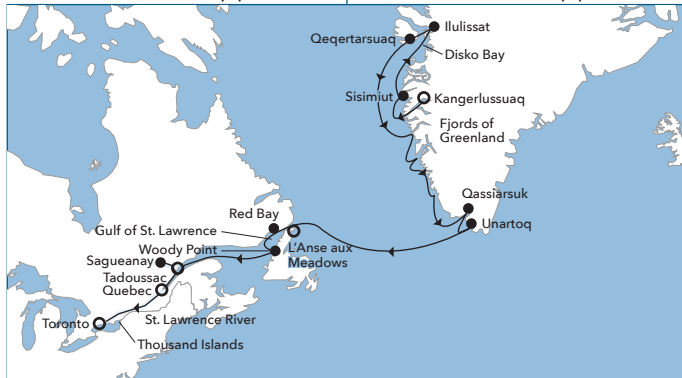 Ilulissat
Qeqertarsuaq
Disko Bay
Sisimiut
Kangerlussuaq
Fjords of
Greenland
Qassiarsuk
Red Bay
Unartoq
Gulf of St. Lawrence
Woody Point
L'Anse aux
Meadows
Sagueanay
Tadoussac
Quebec
St. Lawrence River
Toronto
Thousand Islands